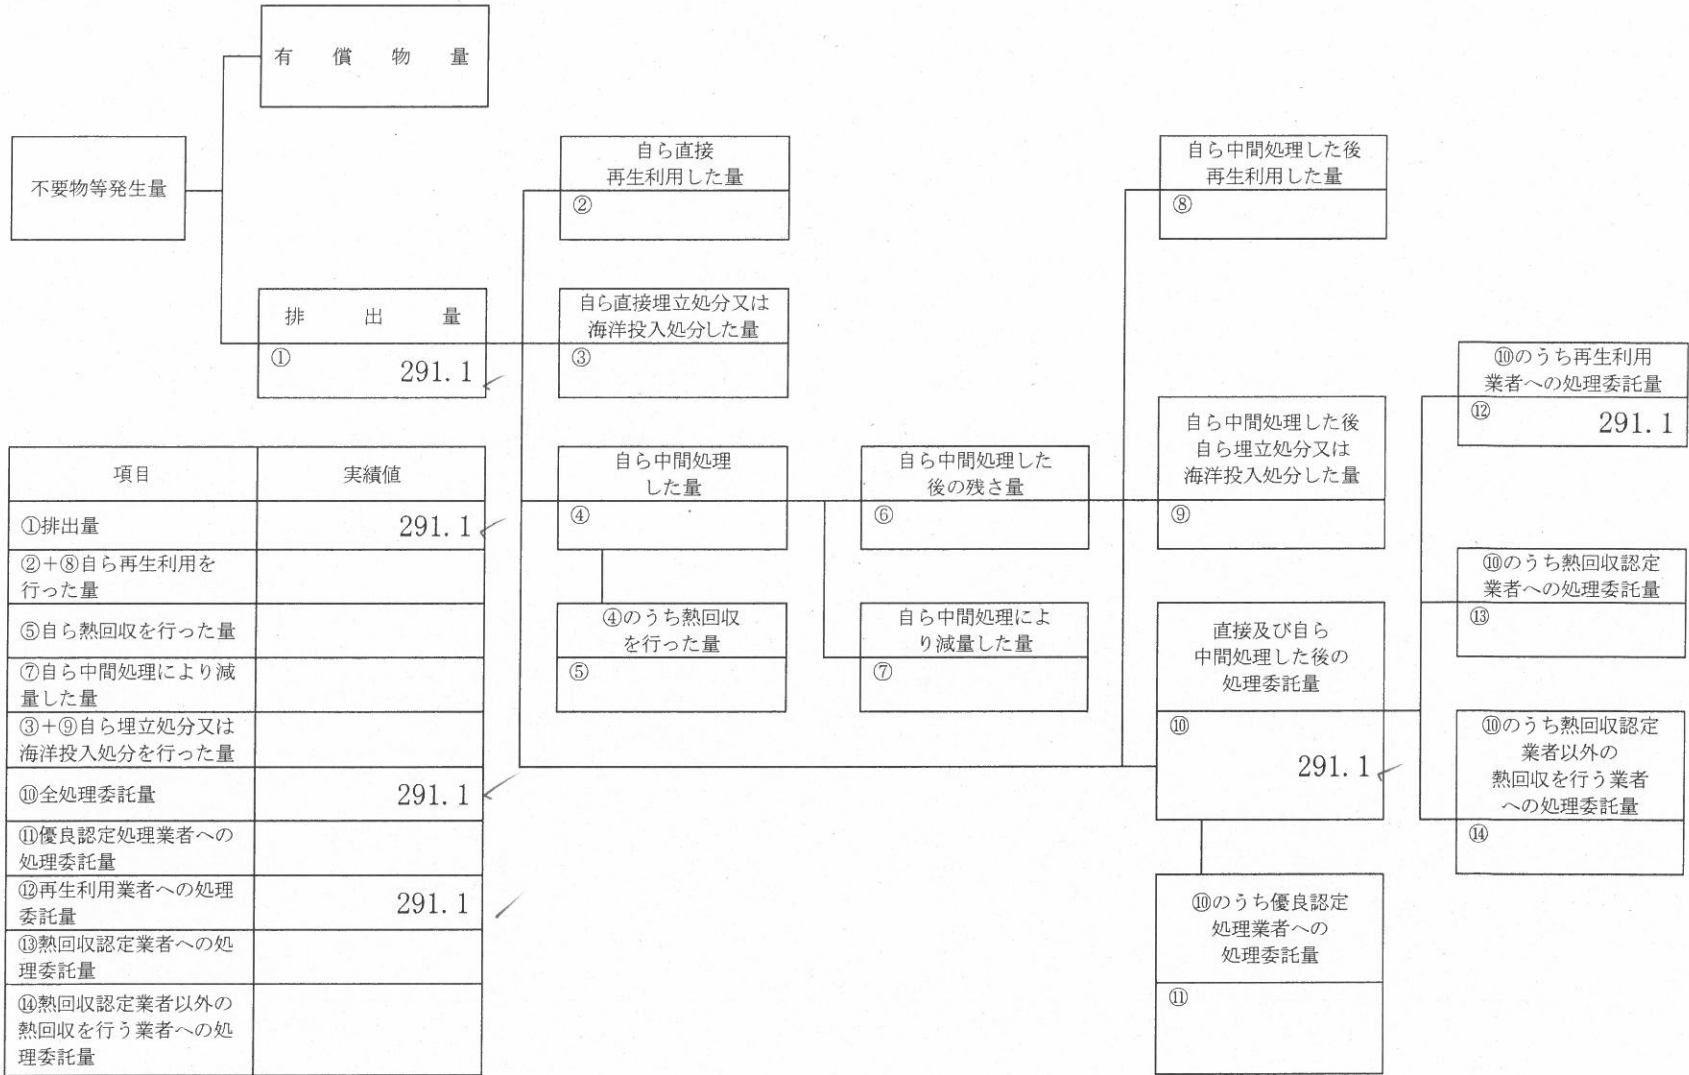 有 償 物 量
不要物等発生量
自ら直接
再生利用した量
②
自ら中間処理した後
再生利用した量
⑧
排 出 量
①
291.1
自ら直接埋立処分又は
海洋投入処分した量
③
⑩のうち再生利用
業者への処理委託量
⑫
291.1
自ら中間処理
した量
④
自ら中間処理した
後の残さ量
⑥
自ら中間処理した後
自ら埋立処分又は
海洋投入処分した量
⑨
⑩のうち熱回収認定
業者への処理委託量
⑬
④のうち熱回収
を行った量
⑤
自ら中間処理によ
り減量した量
⑦
直接及び自ら
中間処理した後の
処理委託量
⑩
291.1
⑩のうち熱回収認定
業者以外の
熱回収を行う業者
への処理委託量
⑭
⑩のうち優良認定
処理業者への
処理委託量
⑪
項目 実績値
①排出量 291.1
②+⑧自ら再生利用を
行った量
⑤自ら熱回収を行った量
⑦自ら中間処理により減
量した量
③+⑨自ら埋立処分又は
海洋投入処分を行った量
⑩全処理委託量 291.1
⑪優良認定処理業者への
処理委託量
⑫再生利用業者への処理
委託量 291.1
⑬熱回収認定業者への処
理委託量
⑭熱回収認定業者以外の
熱回収を行う業者への処
理委託量